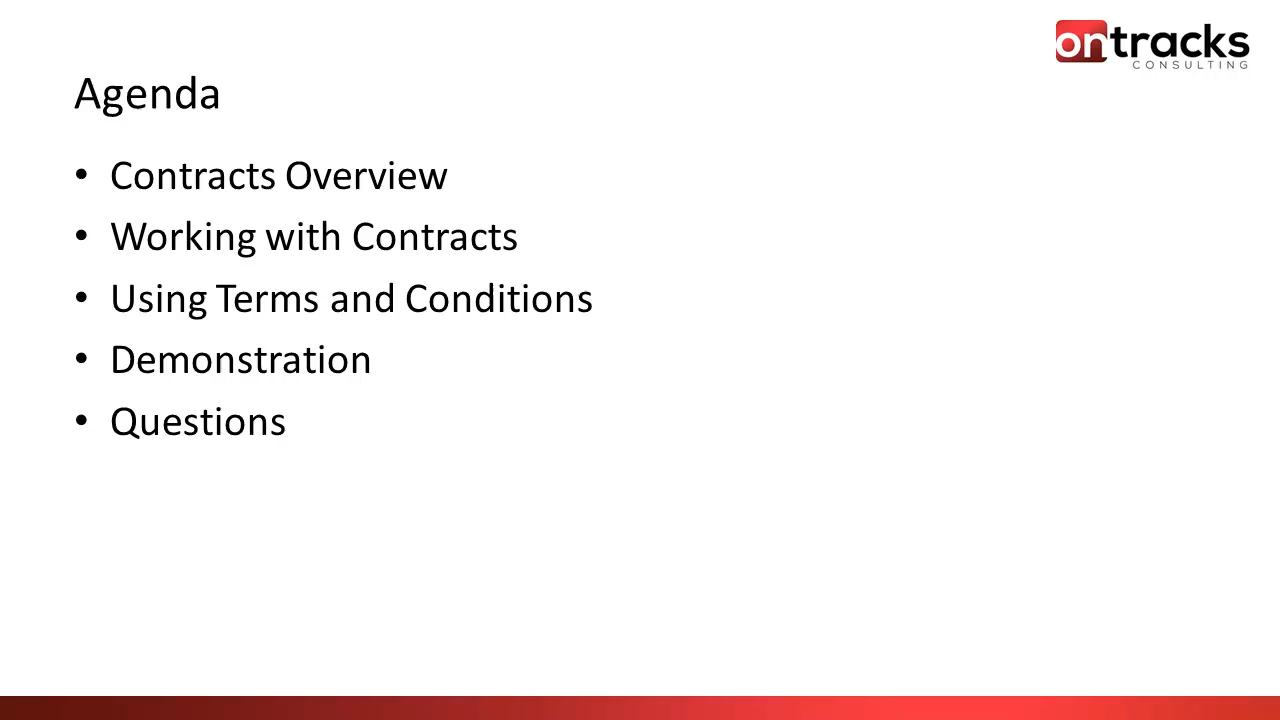 ontracks
CONSULTING
Agenda
• Contracts Overview
• Working with Contracts
• Using Terms and Conditions
• Demonstration
• Questions